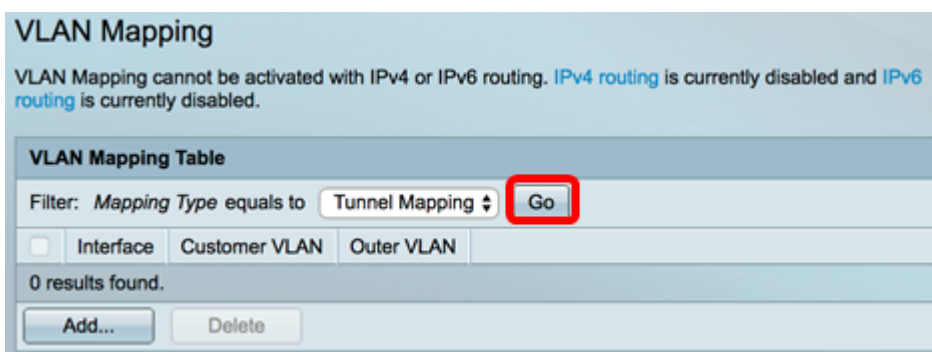 VLAN Mapping
VLAN Mapping cannot be activated with IPv4 or IPv6 routing. IPv4 routing is currently disabled and IPv6
routing is currently disabled.
VLAN Mapping Table
Filter: Mapping Type equals to Tunnel Mapping Go
Interface Customer VLAN Outer VLAN
0 results found.
Add... Delete